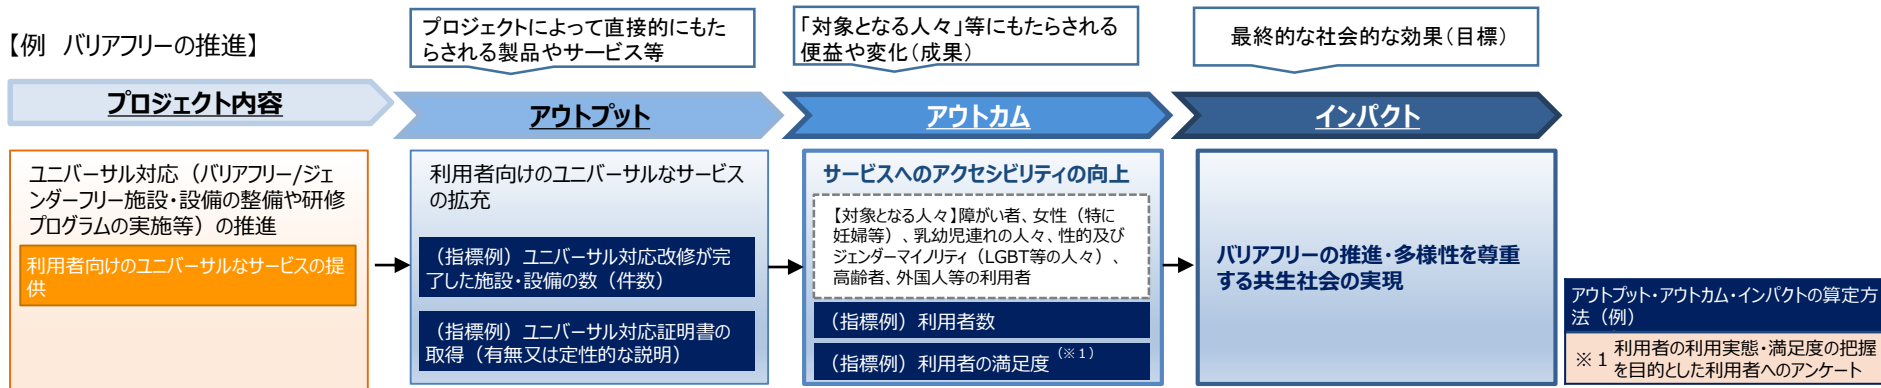 【例 バリアフリーの推進】
プロジェクトによって直接的にもた
らされる製品やサービス等
「対象となる人々」等にもたらされる
便益や変化(成果)
最終的な社会的な効果(目標)
プロジェクト内容
アウトプット
アウトカム
インパクト
ユニバーサル対応（バリアフリー/ジェ
ンダーフリー施設・設備の整備や研修
プログラムの実施等）の推進
利用者向けのユニバーサルなサービスの提
供
利用者向けのユニバーサルなサービス
の拡充
（指標例）ユニバーサル対応改修が完
了した施設・設備の数（件数）
（指標例）ユニバーサル対応証明書の
取得（有無又は定性的な説明）
サービスへのアクセシビリティの向上
【対象となる人々】障がい者、女性（特に
妊婦等）、乳幼児連れの人々、性的及び
ジェンダーマイノリティ（LGBT等の人々）、
高齢者、外国人等の利用者
（指標例）利用者数
（指標例）利用者の満足度（※１）
バリアフリーの推進・多様性を尊重
する共生社会の実現
アウトプット・アウトカム・インパクトの算定方
法（例）
※１ 利用者の利用実態・満足度の把握
を目的とした利用者へのアンケート